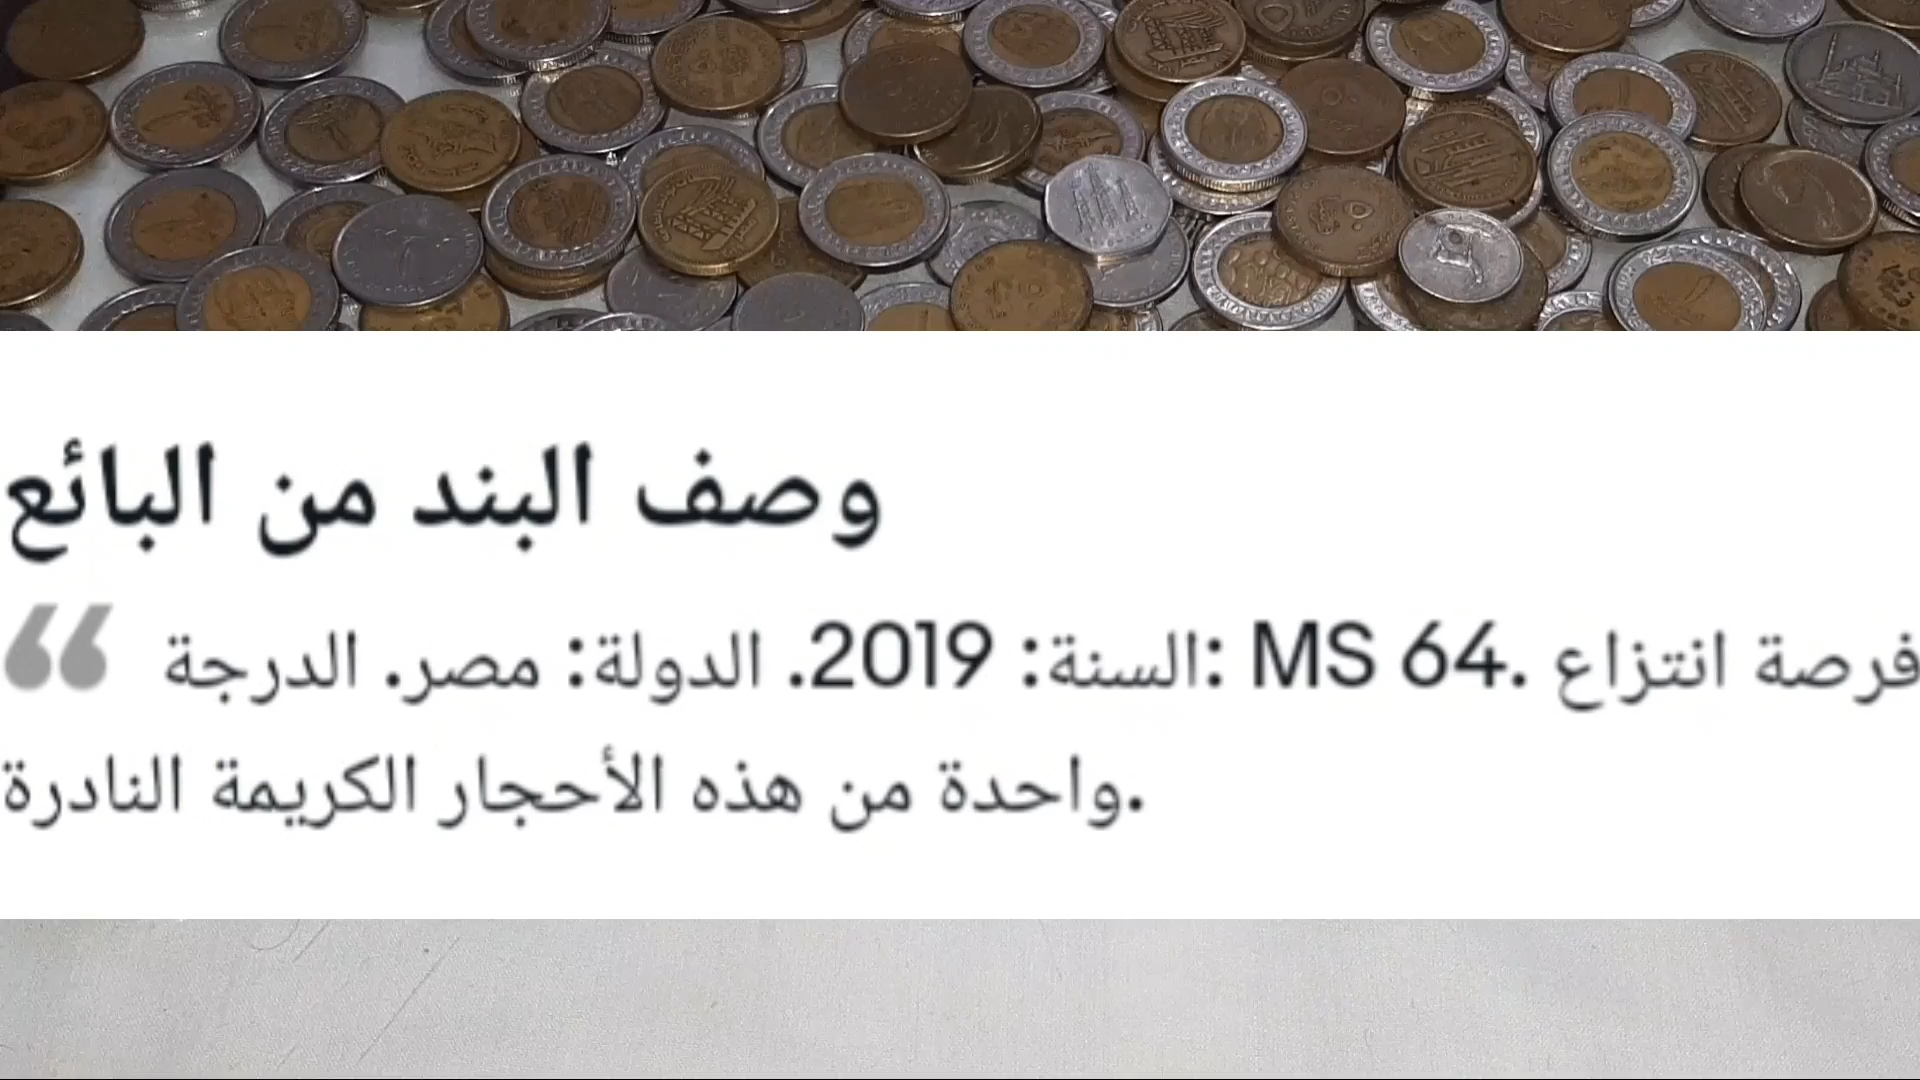 وصف البند من البائع
السنة: 2019. الدولة: مصر. الدرجة: MS 64. فرصة انتزاع
واحدة من هذه الأحجار الكريمة النادرة.